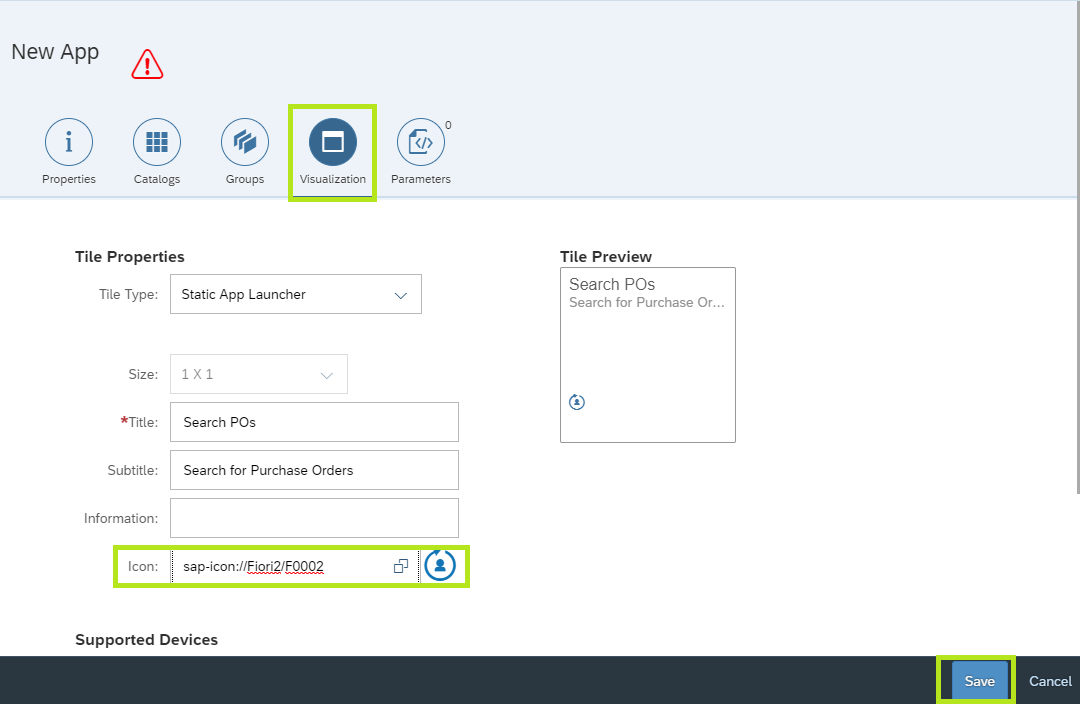 New App
0
Properties
Catalogs
Groups
Visualization
Parameters
Tile Properties
Tile Type: Static App Launcher
Size: 1 X 1
*Title: Search POs
Subtitle: Search for Purchase Orders
Information:
Icon: sap-icon://Fiori2/F0002
Tile Preview
Search POs
Search for Purchase Or...
Supported Devices
Save Cancel